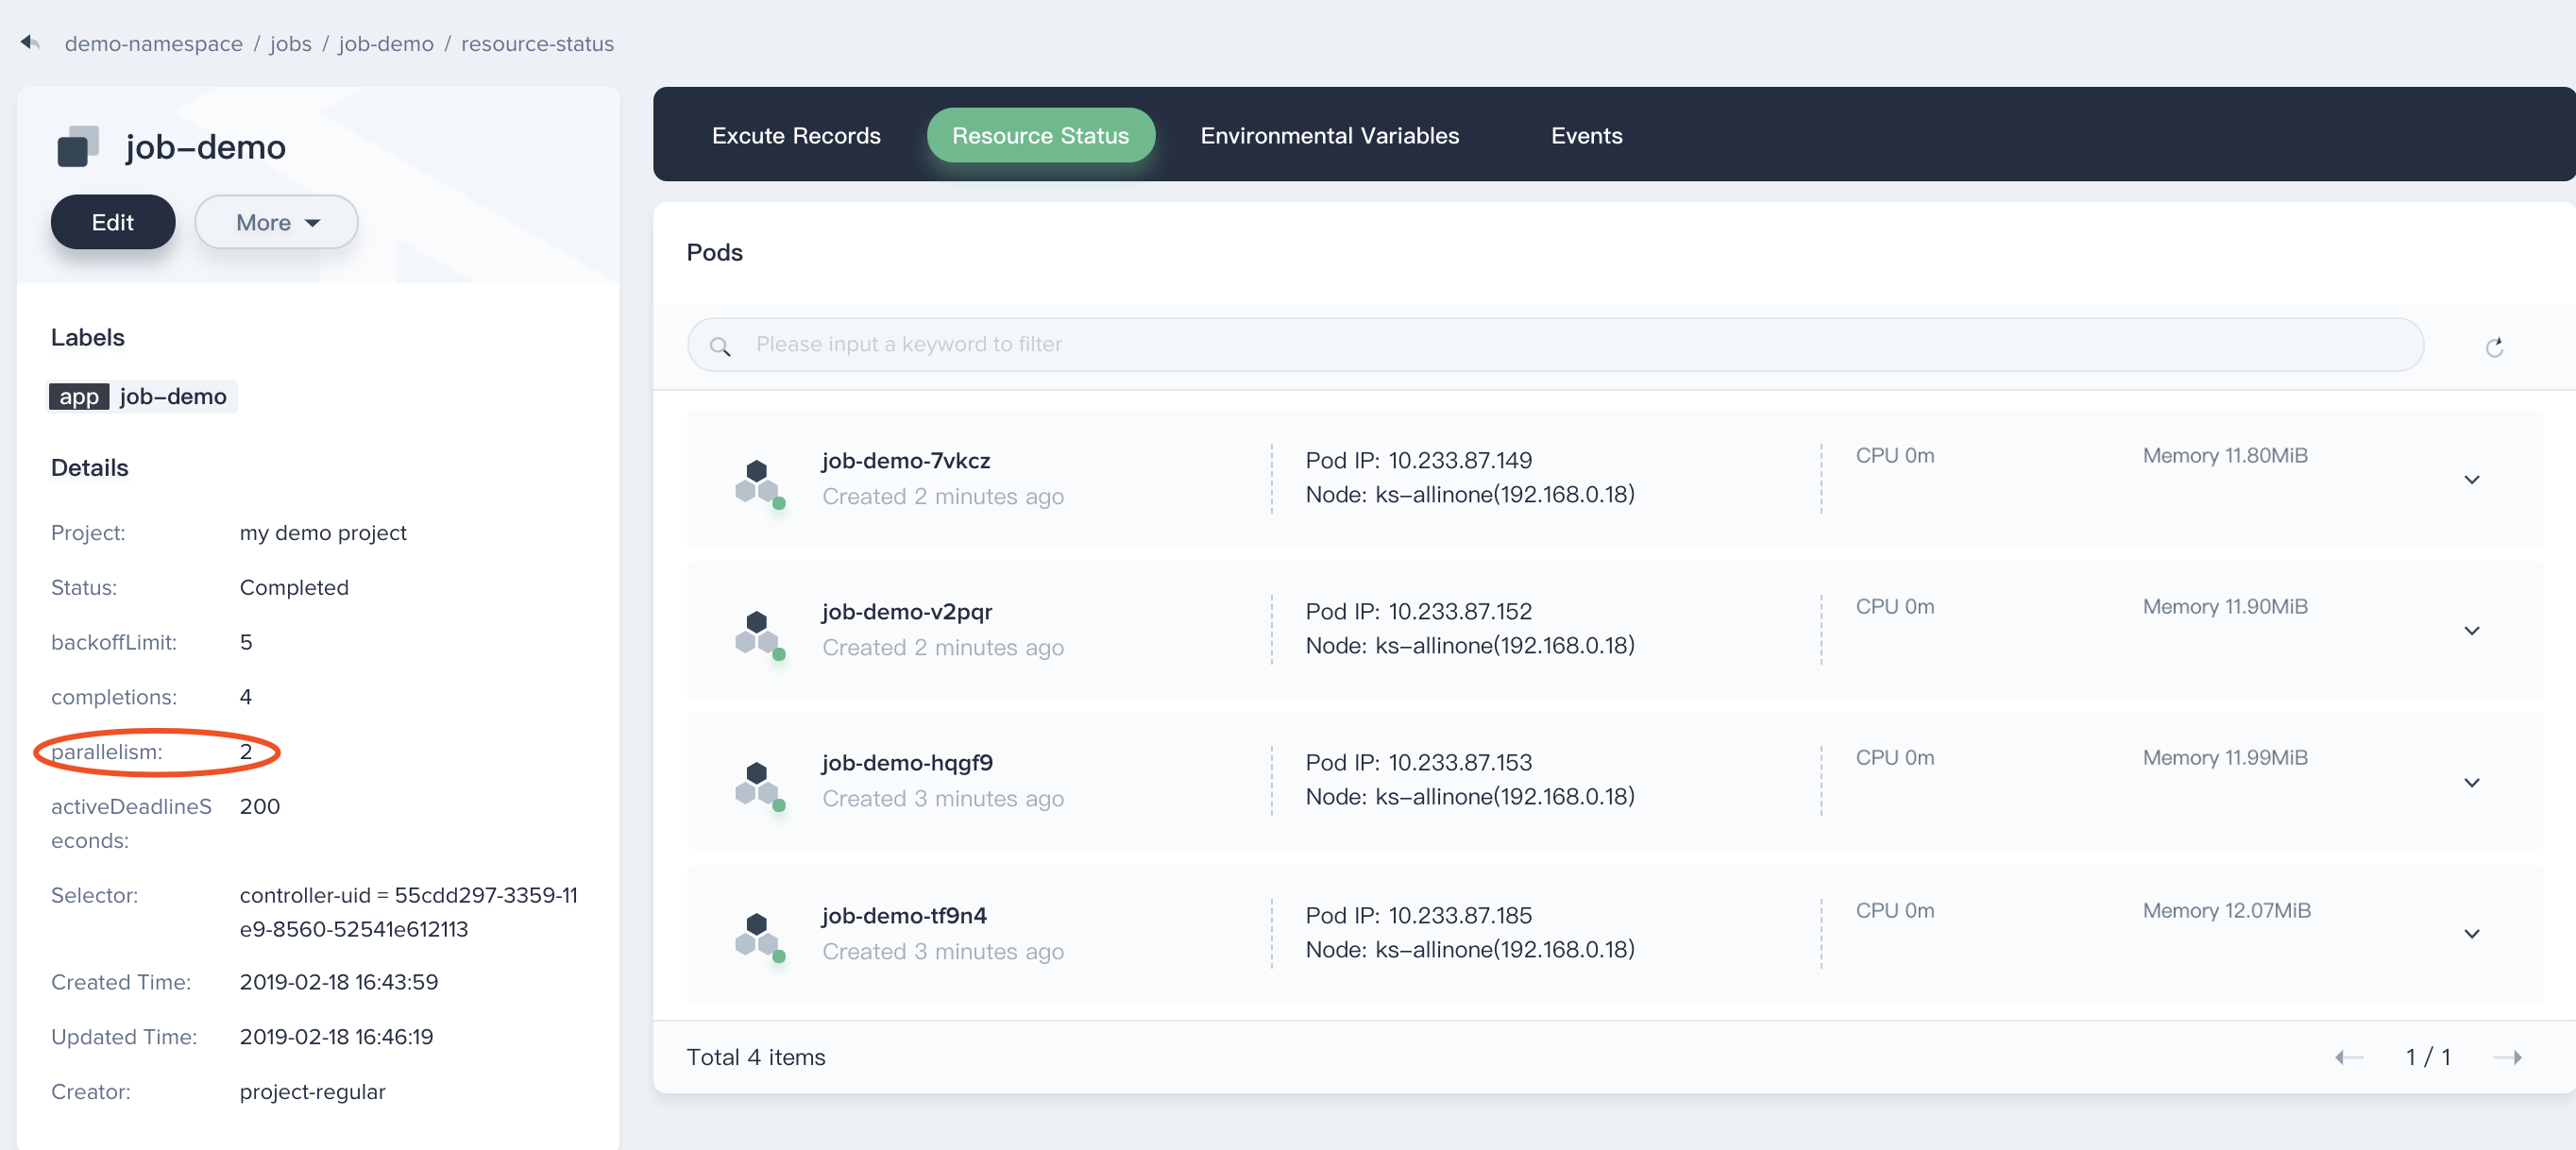 demo-namespace / jobs / job-demo / resource-status
job-demo
Edit
More
Labels
app job-demo
Details
Project: my demo project
Status: Completed
backoffLimit: 5
completions: 4
parallelism: 2
activeDeadlineS 200
econds:
Selector: controller-uid = 55cdd297-3359-11
e9-8560-52541e612113
Created Time: 2019-02-18 16:43:59
Updated Time: 2019-02-18 16:46:19
Creator: project-regular
Excute Records
Resource Status
Environmental Variables
Events
Pods
Please input a keyword to filter
job-demo-7vkcz
Created 2 minutes ago
Pod IP: 10.233.87.149
Node: ks-allinone(192.168.0.18)
CPU 0m
Memory 11.80MiB
job-demo-v2pqr
Created 2 minutes ago
Pod IP: 10.233.87.152
Node: ks-allinone(192.168.0.18)
CPU 0m
Memory 11.90MiB
job-demo-hqgf9
Created 3 minutes ago
Pod IP: 10.233.87.153
Node: ks-allinone(192.168.0.18)
CPU 0m
Memory 11.99MiB
job-demo-tf9n4
Created 3 minutes ago
Pod IP: 10.233.87.185
Node: ks-allinone(192.168.0.18)
CPU 0m
Memory 12.07MiB
Total 4 items
1 / 1